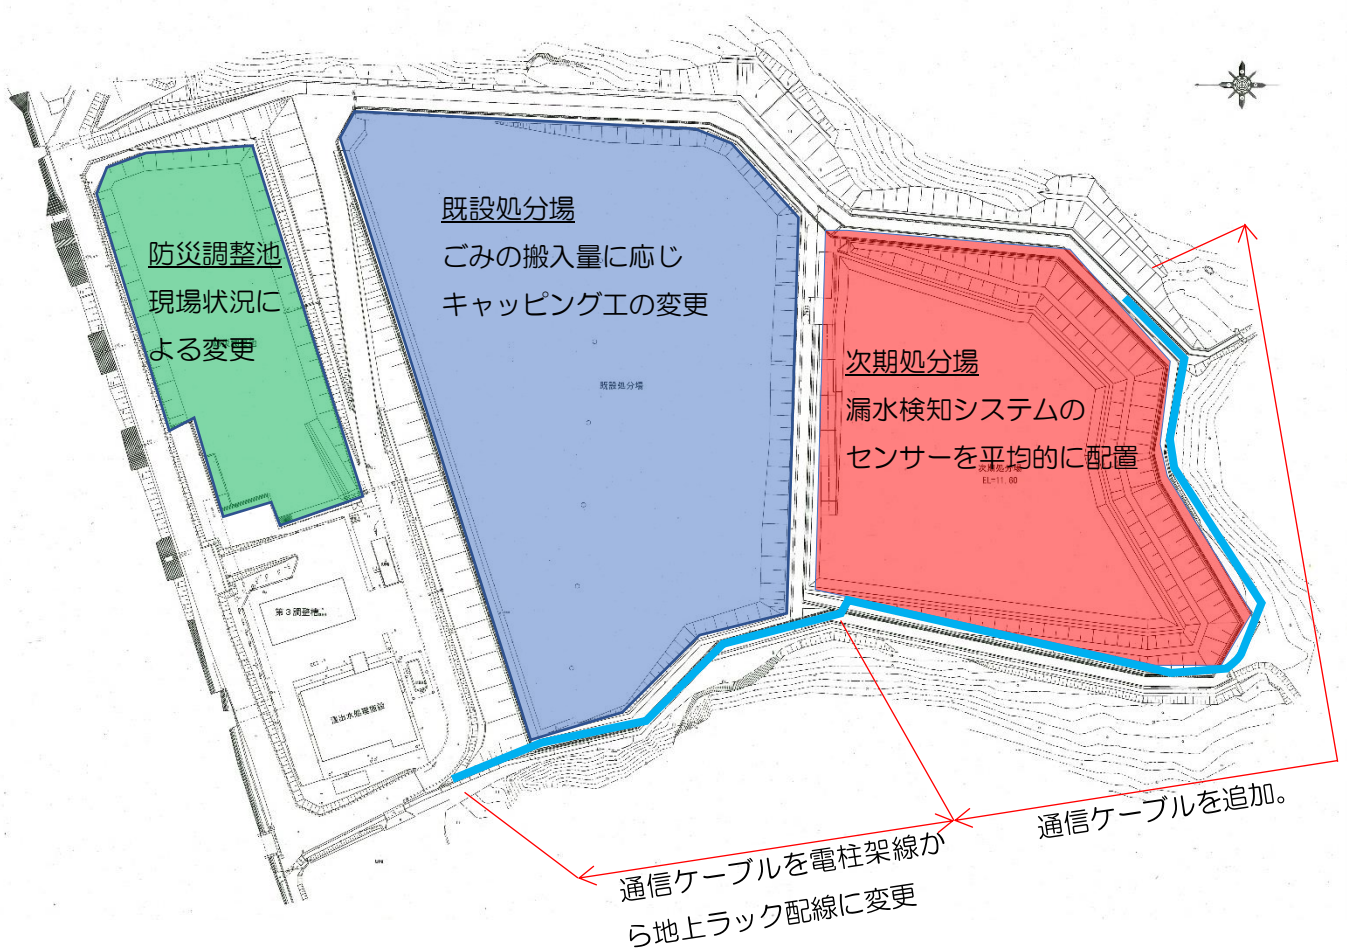 既設処分場
ごみの搬入量に応じ
キャッピング工の変更
防災調整池
現場状況に
よる変更
次期処分場
漏水検知システムの
センサーを平均的に配置
既設処分場
次期処分場
EL=11.60
第3調整槽
浸出水処理施設
通信ケーブルを追加。
通信ケーブルを電柱架線か
ら地上ラック配線に変更